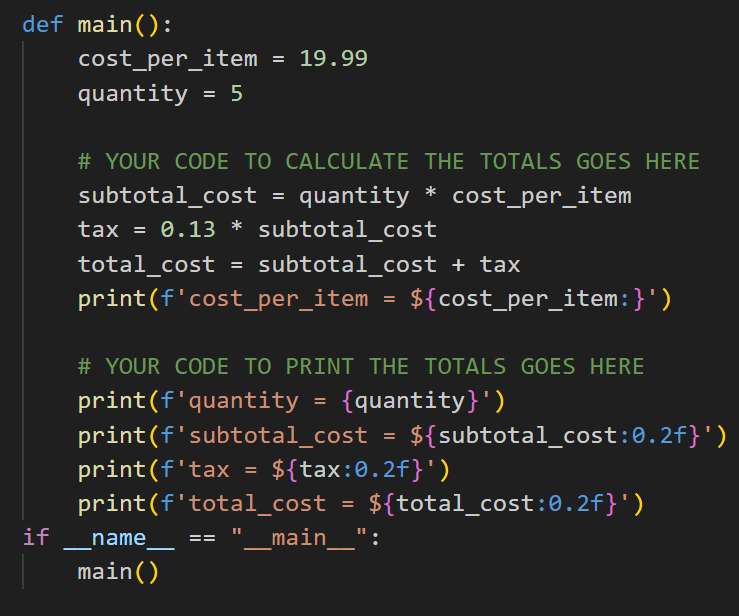 def main():
    cost_per_item = 19.99
    quantity = 5

    # YOUR CODE TO CALCULATE THE TOTALS GOES HERE
    subtotal_cost = quantity * cost_per_item
    tax = 0.13 * subtotal_cost
    total_cost = subtotal_cost + tax
    print(f'cost_per_item = ${cost_per_item:}')

    # YOUR CODE TO PRINT THE TOTALS GOES HERE
    print(f'quantity = {quantity}')
    print(f'subtotal_cost = ${subtotal_cost:0.2f}')
    print(f'tax = ${tax:0.2f}')
    print(f'total_cost = ${total_cost:0.2f}')
if __name__ == "__main__":
    main()